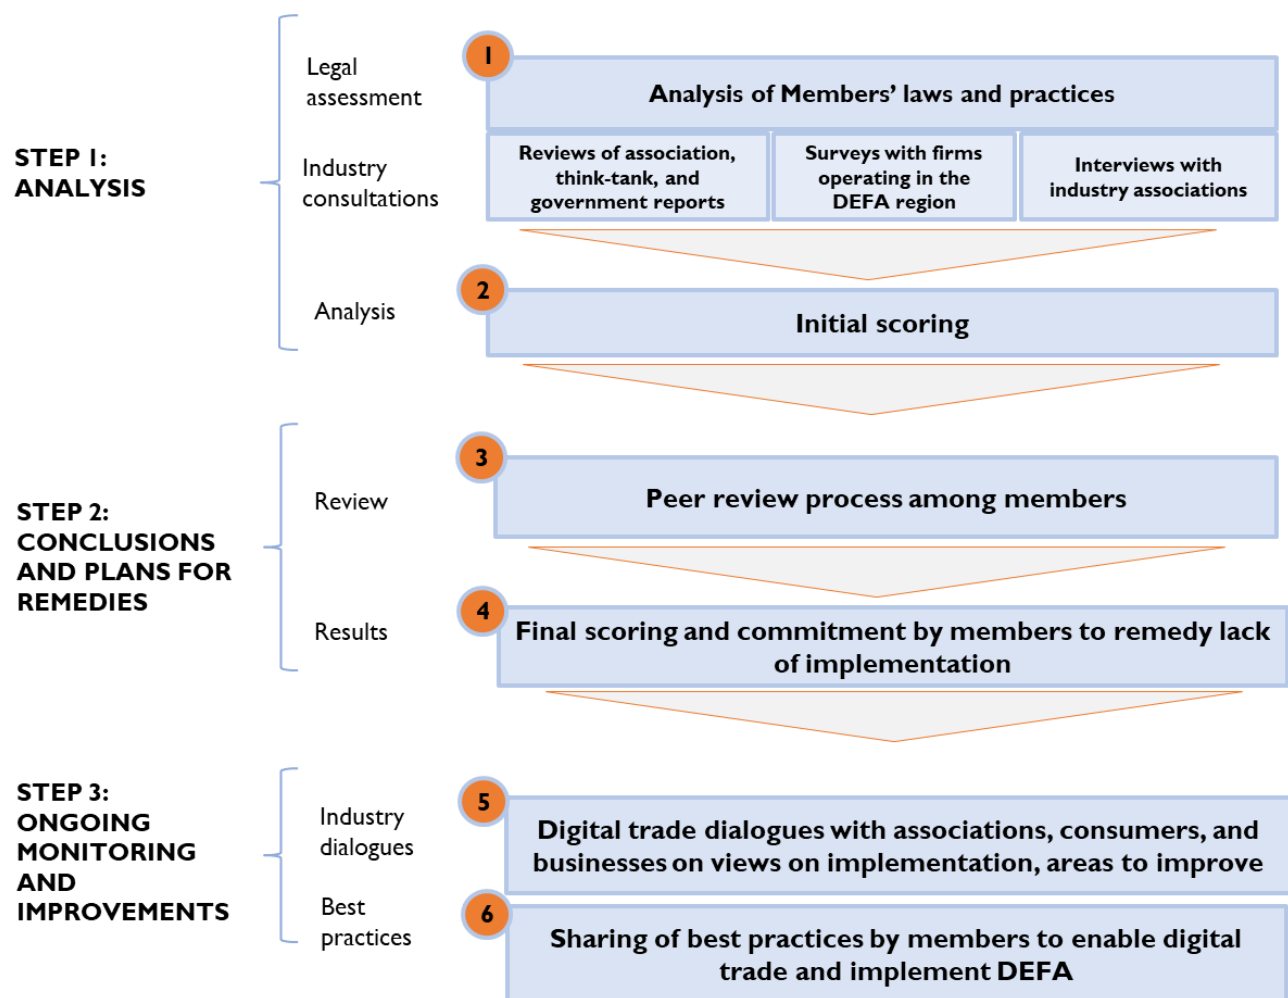 STEP 1:
ANALYSIS
Legal
assessment
1
Analysis of Members’ laws and practices
Industry
consultations
Reviews of association,
think-tank, and
government reports
Surveys with firms
operating in the
DEFA region
Interviews with
industry associations
Analysis
2
Initial scoring
STEP 2:
CONCLUSIONS
AND PLANS FOR
REMEDIES
Review
3
Peer review process among members
Results
4
Final scoring and commitment by members to remedy lack
of implementation
STEP 3:
ONGOING
MONITORING
AND
IMPROVEMENTS
Industry
dialogues
5
Digital trade dialogues with associations, consumers, and
businesses on views on implementation, areas to improve
Best
practices
6
Sharing of best practices by members to enable digital
trade and implement DEFA